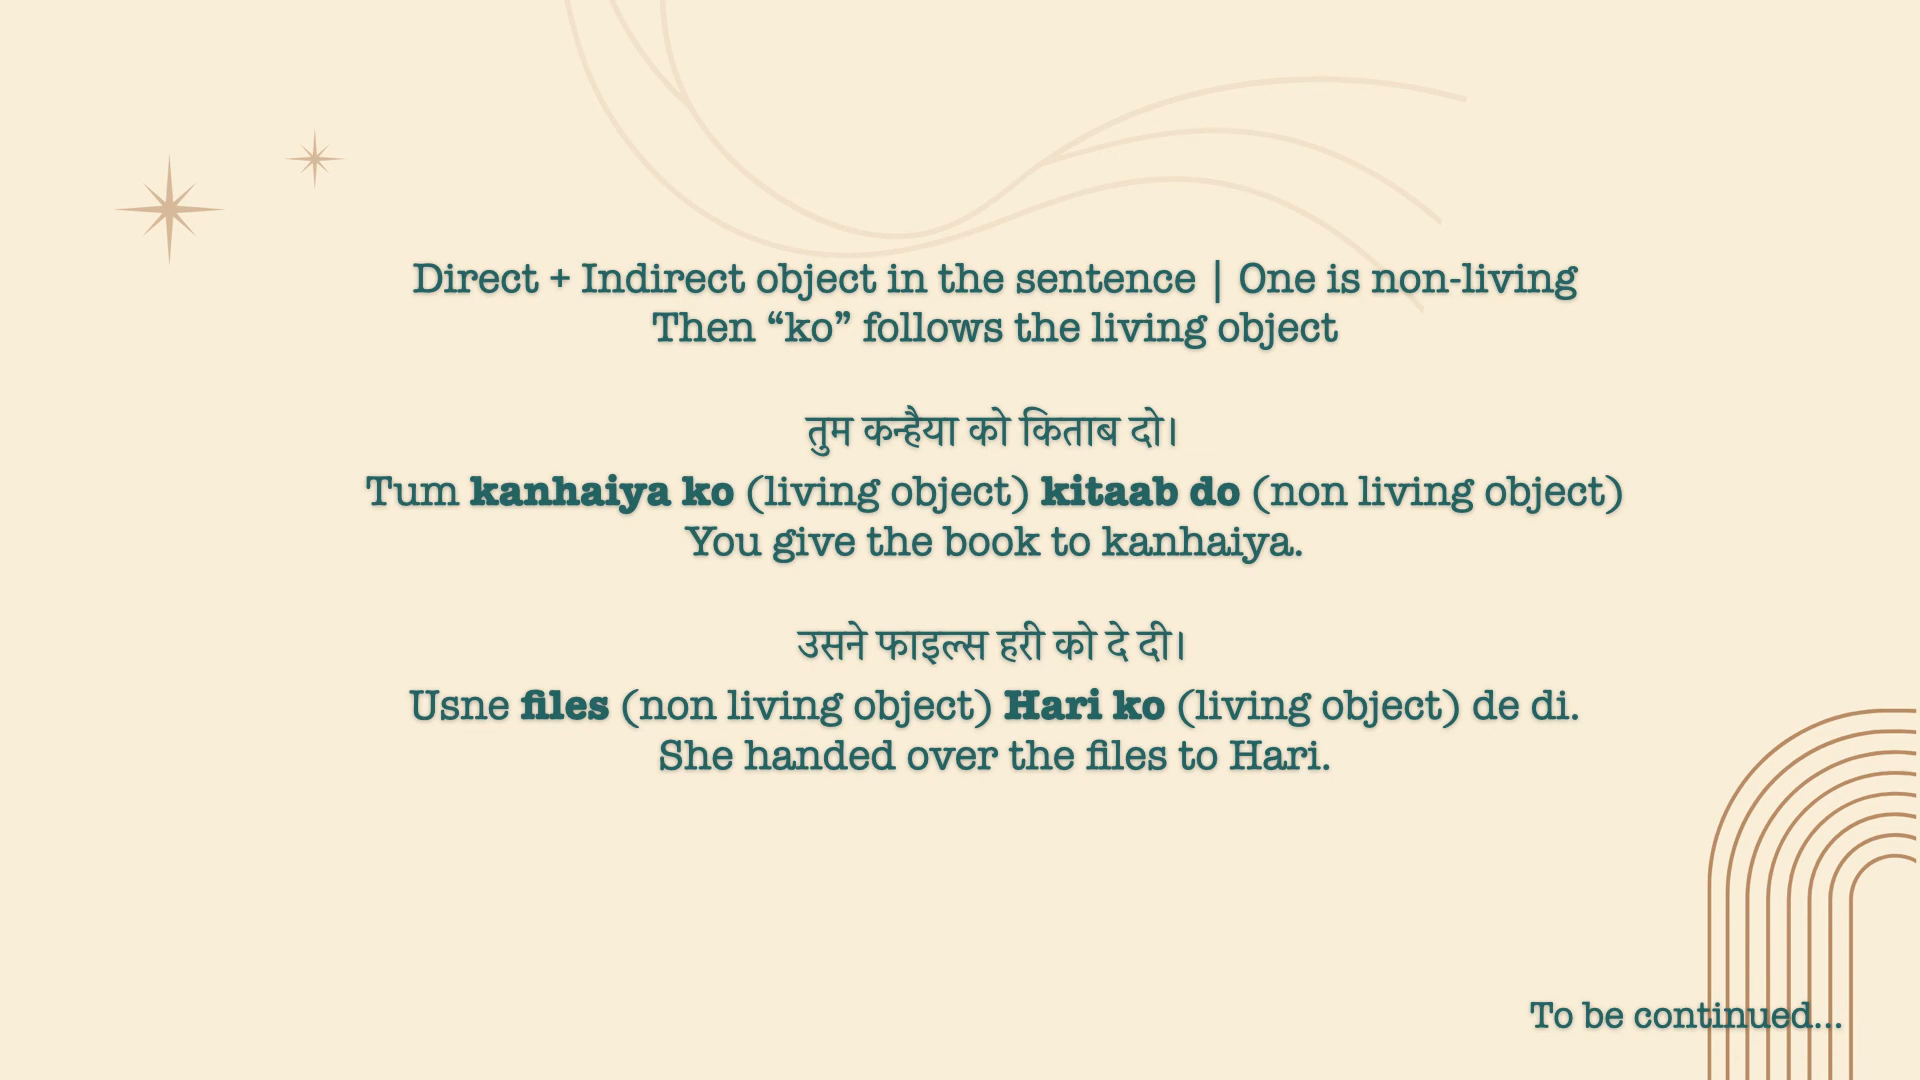 Direct + Indirect object in the sentence | One is non-living
Then “ko” follows the living object
तुम कन्हैया को किताब दो।
Tum kanhaiya ko (living object) kitaab do (non living object)
You give the book to kanhaiya.
उसने फाइल्स हरी को दे दी।
Usne files (non living object) Hari ko (living object) de di.
She handed over the files to Hari.
To be continued...